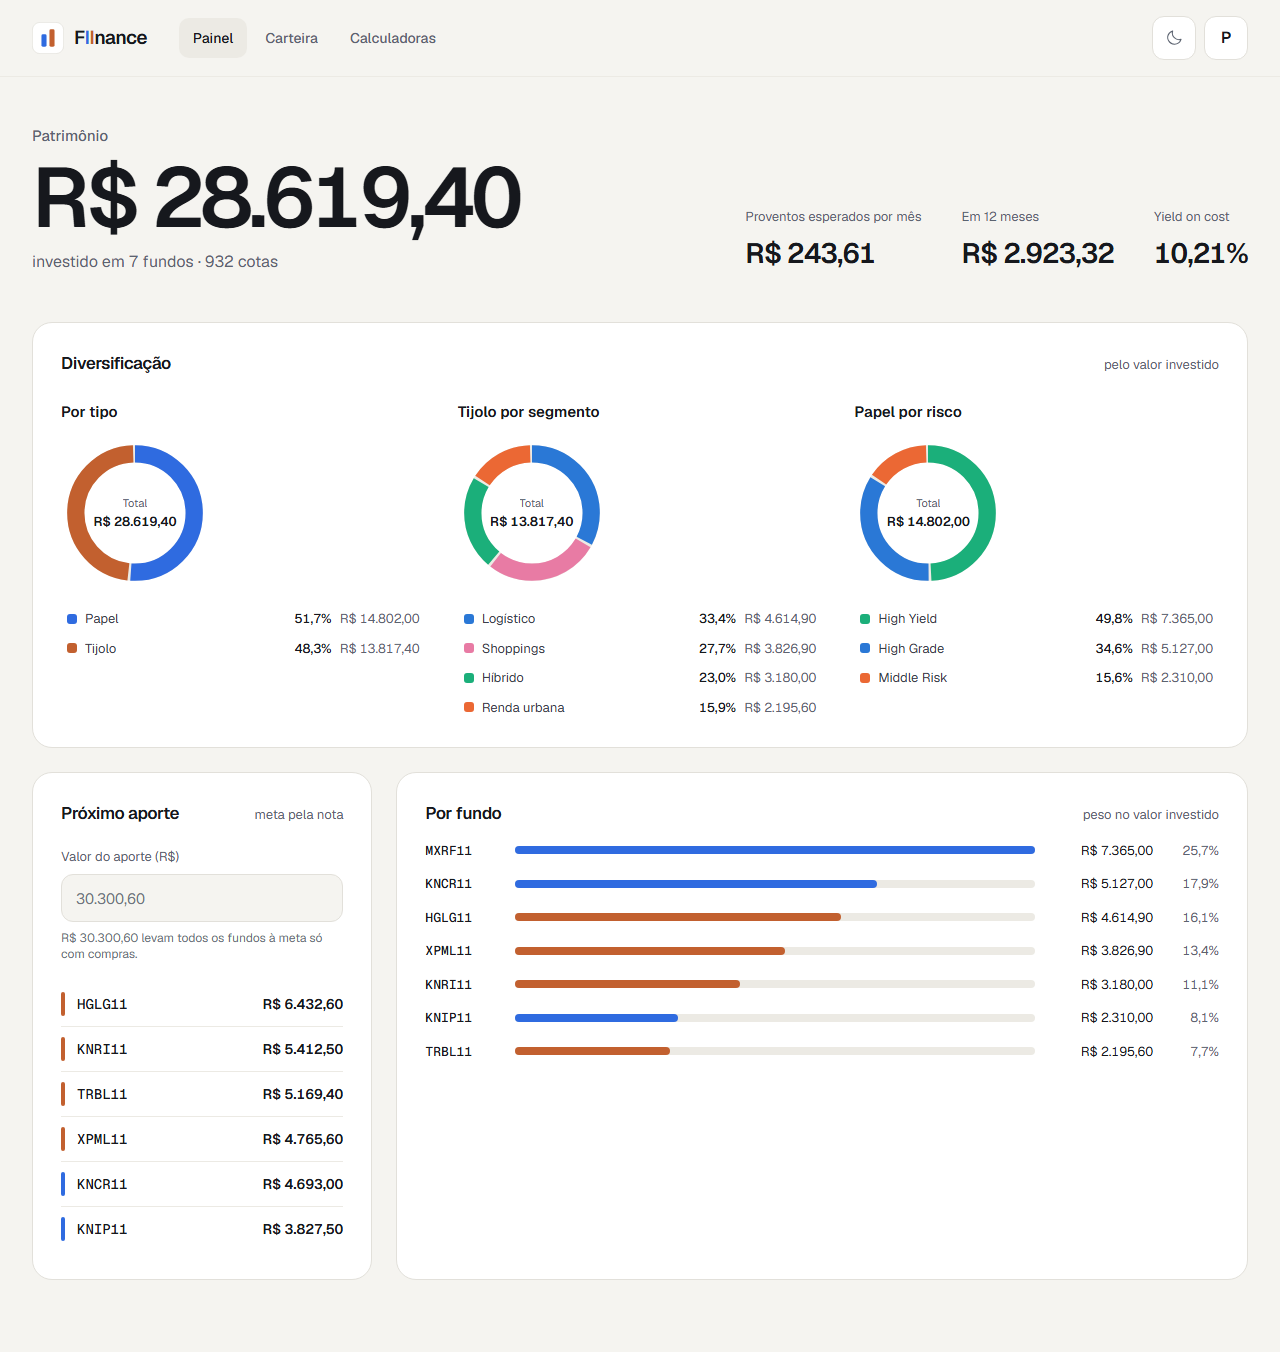 FIInance
Painel
Carteira
Calculadoras
P
Patrimônio
R$ 28.619,40
investido em 7 fundos · 932 cotas
Proventos esperados por mês
R$ 243,61
Em 12 meses
R$ 2.923,32
Yield on cost
10,21%
Diversificação
pelo valor investido
Por tipo
Total
R$ 28.619,40
Papel 51,7% R$ 14.802,00
Tijolo 48,3% R$ 13.817,40
Tijolo por segmento
Total
R$ 13.817,40
Logístico 33,4% R$ 4.614,90
Shoppings 27,7% R$ 3.826,90
Híbrido 23,0% R$ 3.180,00
Renda urbana 15,9% R$ 2.195,60
Papel por risco
Total
R$ 14.802,00
High Yield 49,8% R$ 7.365,00
High Grade 34,6% R$ 5.127,00
Middle Risk 15,6% R$ 2.310,00
Próximo aporte
meta pela nota
Valor do aporte (R$)
30.300,60
R$ 30.300,60 levam todos os fundos à meta só
com compras.
HGLG11 R$ 6.432,60
KNRI11 R$ 5.412,50
TRBL11 R$ 5.169,40
XPML11 R$ 4.765,60
KNCR11 R$ 4.693,00
KNIP11 R$ 3.827,50
Por fundo
peso no valor investido
MXRF11 R$ 7.365,00 25,7%
KNCR11 R$ 5.127,00 17,9%
HGLG11 R$ 4.614,90 16,1%
XPML11 R$ 3.826,90 13,4%
KNRI11 R$ 3.180,00 11,1%
KNIP11 R$ 2.310,00 8,1%
TRBL11 R$ 2.195,60 7,7%